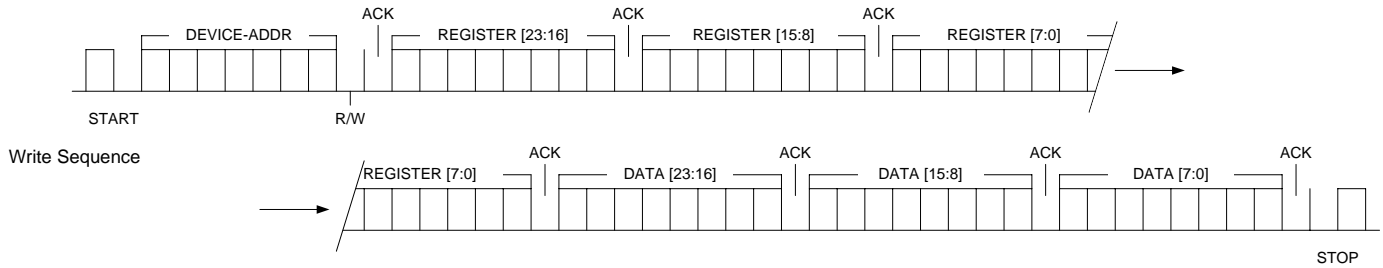 ACK ACK ACK
DEVICE-ADDR REGISTER [23:16] REGISTER [15:8] REGISTER [7:0]
START R/W
Write Sequence
ACK ACK ACK ACK
REGISTER [7:0] DATA [23:16] DATA [15:8] DATA [7:0]
STOP